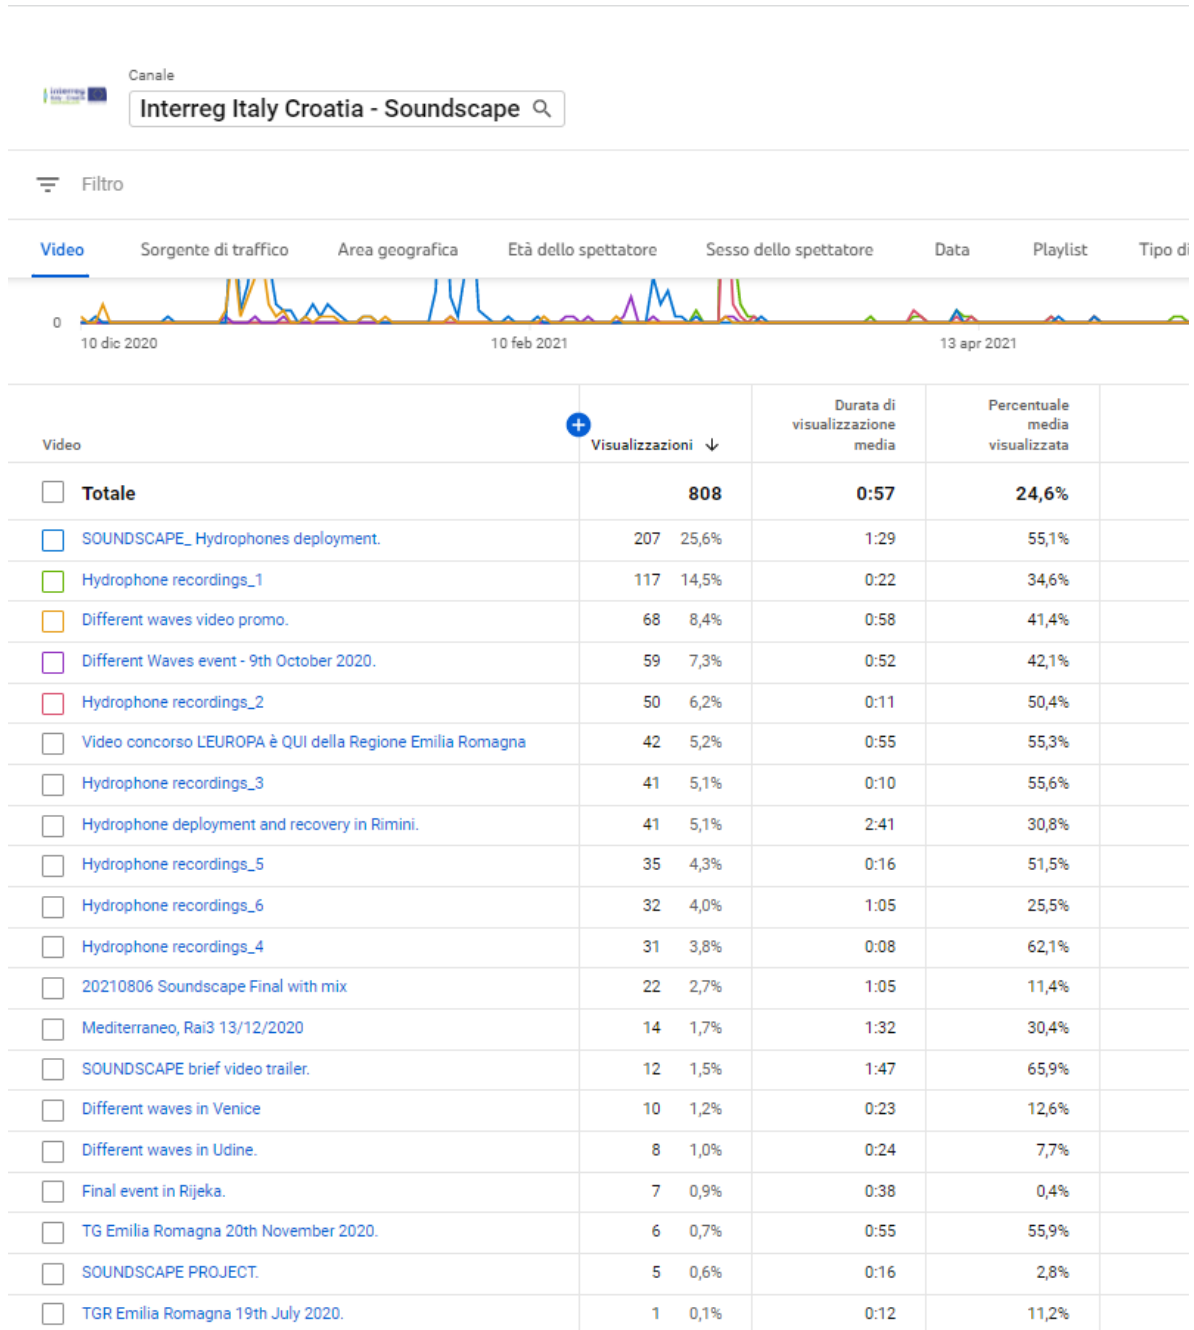 Canale
Interreg Italy Croatia - Soundscape
Filtro
Video Sorgente di traffico Area geografica Età dello spettatore Sesso dello spettatore Data Playlist Tipo di
0
10 dic 2020 10 feb 2021 13 apr 2021
Video Visualizzazioni Durata di visualizzazione media Percentuale media visualizzata
Totale 808 0:57 24,6%
SOUNDSCAPE_ Hydrophones deployment. 207 25,6% 1:29 55,1%
Hydrophone recordings_1 117 14,5% 0:22 34,6%
Different waves video promo. 68 8,4% 0:58 41,4%
Different Waves event - 9th October 2020. 59 7,3% 0:52 42,1%
Hydrophone recordings_2 50 6,2% 0:11 50,4%
Video concorso L'EUROPA è QUI della Regione Emilia Romagna 42 5,2% 0:55 55,3%
Hydrophone recordings_3 41 5,1% 0:10 55,6%
Hydrophone deployment and recovery in Rimini. 41 5,1% 2:41 30,8%
Hydrophone recordings_5 35 4,3% 0:16 51,5%
Hydrophone recordings_6 32 4,0% 1:05 25,5%
Hydrophone recordings_4 31 3,8% 0:08 62,1%
20210806 Soundscape Final with mix 22 2,7% 1:05 11,4%
Mediterraneo, Rai3 13/12/2020 14 1,7% 1:32 30,4%
SOUNDSCAPE brief video trailer. 12 1,5% 1:47 65,9%
Different waves in Venice 10 1,2% 0:23 12,6%
Different waves in Udine. 8 1,0% 0:24 7,7%
Final event in Rijeka. 7 0,9% 0:38 0,4%
TG Emilia Romagna 20th November 2020. 6 0,7% 0:55 55,9%
SOUNDSCAPE PROJECT. 5 0,6% 0:16 2,8%
TGR Emilia Romagna 19th July 2020. 1 0,1% 0:12 11,2%